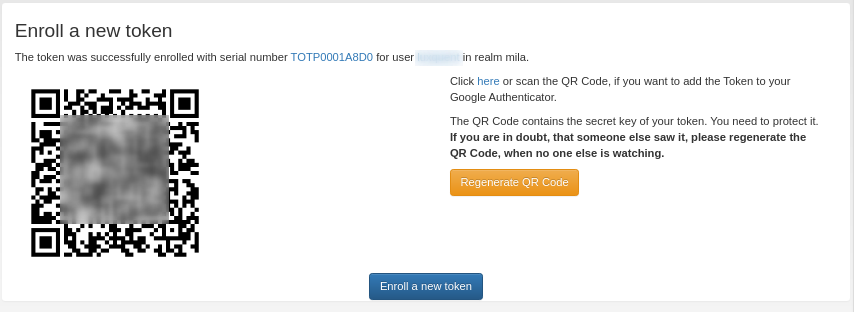 Enroll a new token
The token was successfully enrolled with serial number TOTP0001A8D0 for user in realm mila.
Click here or scan the QR Code, if you want to add the Token to your
Google Authenticator.
The QR Code contains the secret key of your token. You need to protect it.
If you are in doubt, that someone else saw it, please regenerate the
QR Code, when no one else is watching.
Regenerate QR Code
Enroll a new token